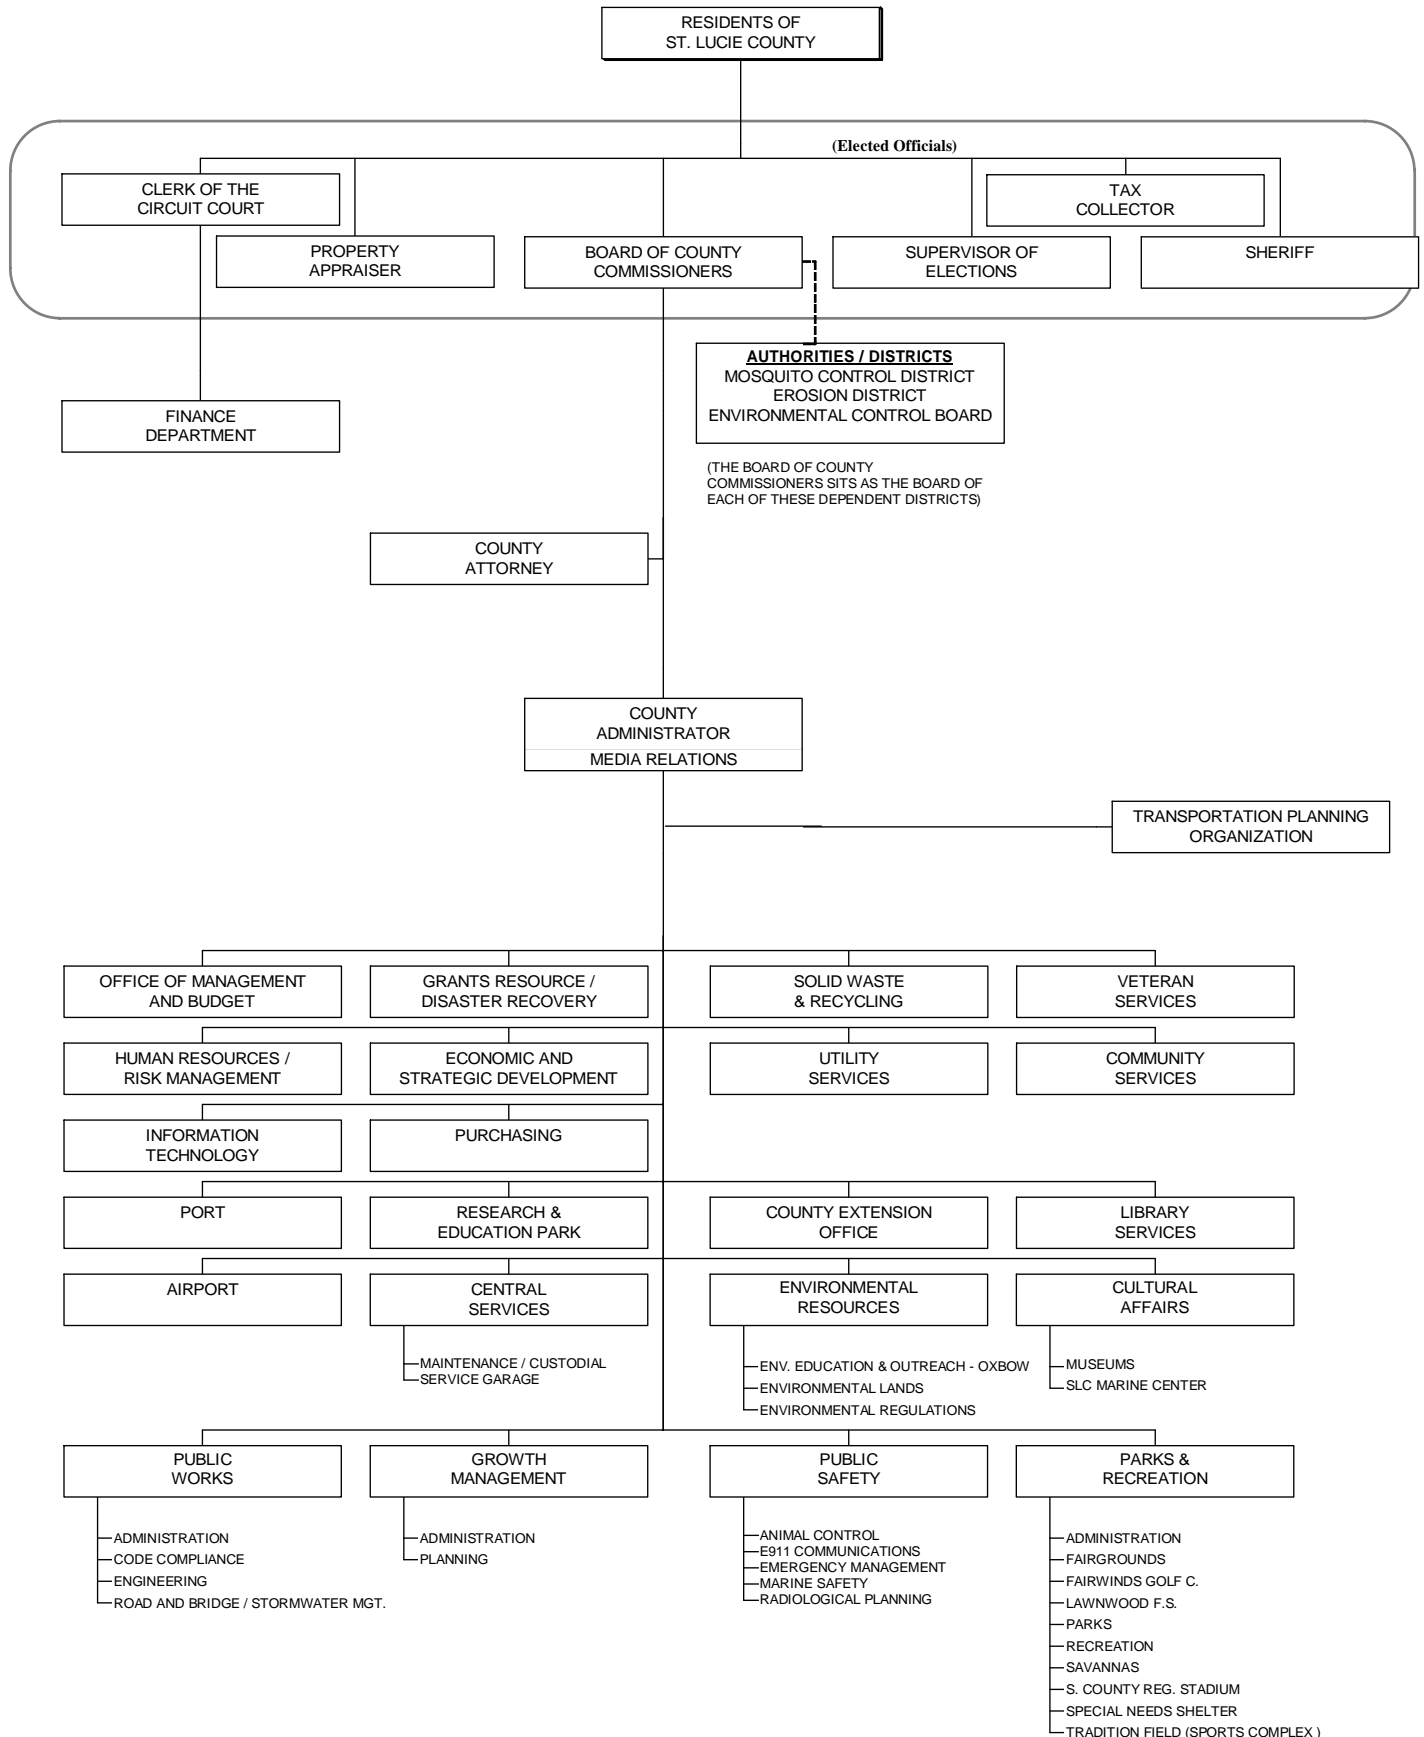 RESIDENTS OF
ST. LUCIE COUNTY
(Elected Officials)
CLERK OF THE
CIRCUIT COURT
TAX
COLLECTOR
PROPERTY
APPRAISER
BOARD OF COUNTY
COMMISSIONERS
SUPERVISOR OF
ELECTIONS
SHERIFF
AUTHORITIES / DISTRICTS
MOSQUITO CONTROL DISTRICT
EROSION DISTRICT
ENVIRONMENTAL CONTROL BOARD
FINANCE
DEPARTMENT
(THE BOARD OF COUNTY
COMMISSIONERS SITS AS THE BOARD OF
EACH OF THESE DEPENDENT DISTRICTS)
COUNTY
ATTORNEY
COUNTY
ADMINISTRATOR
MEDIA RELATIONS
TRANSPORTATION PLANNING
ORGANIZATION
OFFICE OF MANAGEMENT
AND BUDGET
GRANTS RESOURCE /
DISASTER RECOVERY
SOLID WASTE
& RECYCLING
VETERAN
SERVICES
HUMAN RESOURCES /
RISK MANAGEMENT
ECONOMIC AND
STRATEGIC DEVELOPMENT
UTILITY
SERVICES
COMMUNITY
SERVICES
INFORMATION
TECHNOLOGY
PURCHASING
PORT
RESEARCH &
EDUCATION PARK
COUNTY EXTENSION
OFFICE
LIBRARY
SERVICES
AIRPORT
CENTRAL
SERVICES
MAINTENANCE / CUSTODIAL
SERVICE GARAGE
ENVIRONMENTAL
RESOURCES
ENV. EDUCATION & OUTREACH - OXBOW
ENVIRONMENTAL LANDS
ENVIRONMENTAL REGULATIONS
CULTURAL
AFFAIRS
MUSEUMS
SLC MARINE CENTER
PUBLIC
WORKS
ADMINISTRATION
CODE COMPLIANCE
ENGINEERING
ROAD AND BRIDGE / STORMWATER MGT.
GROWTH
MANAGEMENT
ADMINISTRATION
PLANNING
PUBLIC
SAFETY
ANIMAL CONTROL
E911 COMMUNICATIONS
EMERGENCY MANAGEMENT
MARINE SAFETY
RADIOLOGICAL PLANNING
PARKS &
RECREATION
ADMINISTRATION
FAIRGROUNDS
FAIRWINDS GOLF C.
LAWNWOOD F.S.
PARKS
RECREATION
SAVANNAS
S. COUNTY REG. STADIUM
SPECIAL NEEDS SHELTER
TRADITION FIELD (SPORTS COMPLEX )